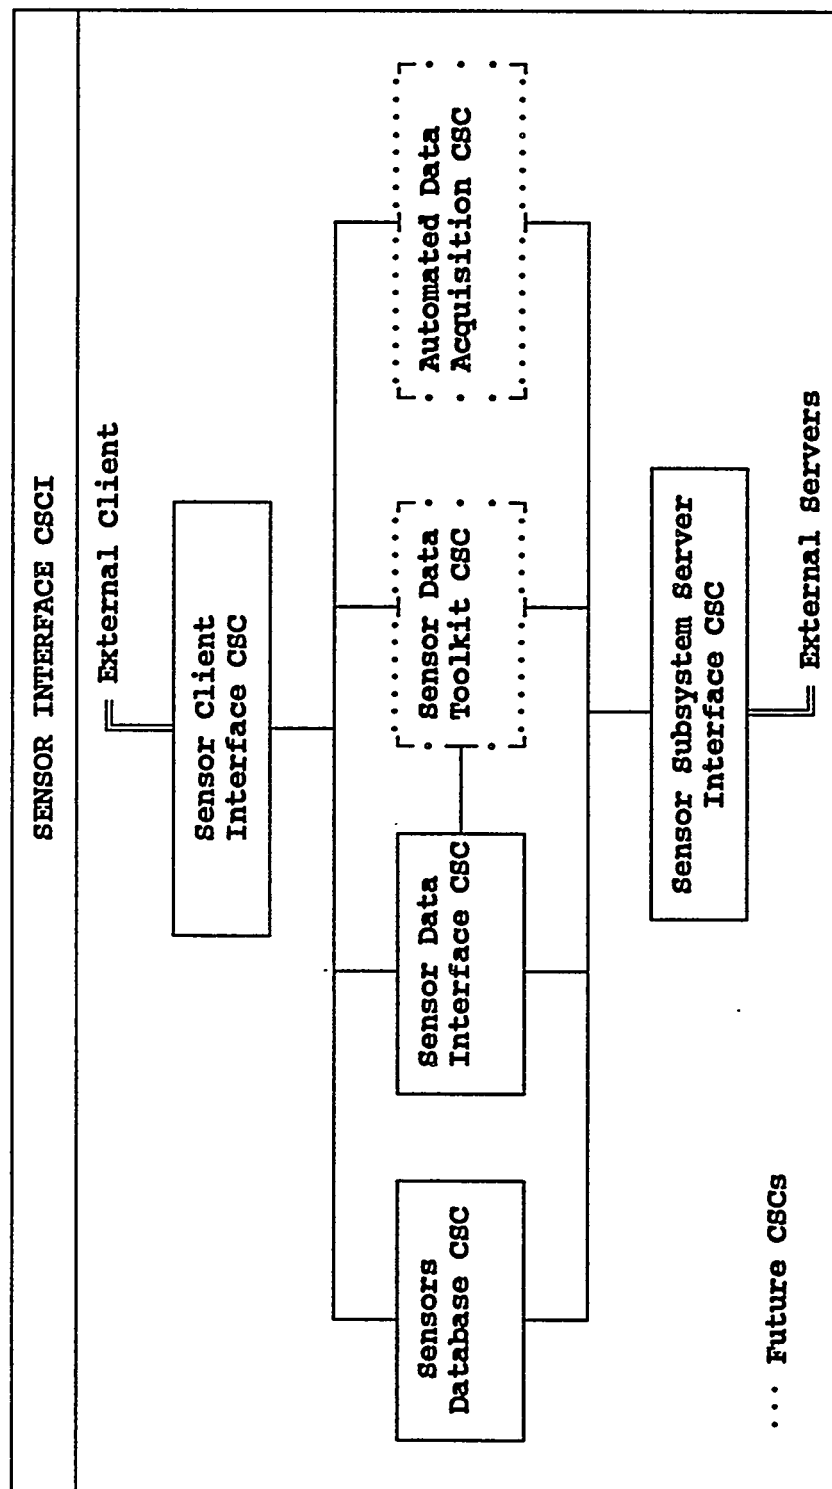 SENSOR INTERFACE CSCI
External Client
Sensor Client
Interface CSC
Sensors
Database CSC
Sensor Data
Interface CSC
Sensor Data
Toolkit CSC
Automated Data
Acquisition CSC
Sensor Subsystem Server
Interface CSC
External Servers
... Future CSCs